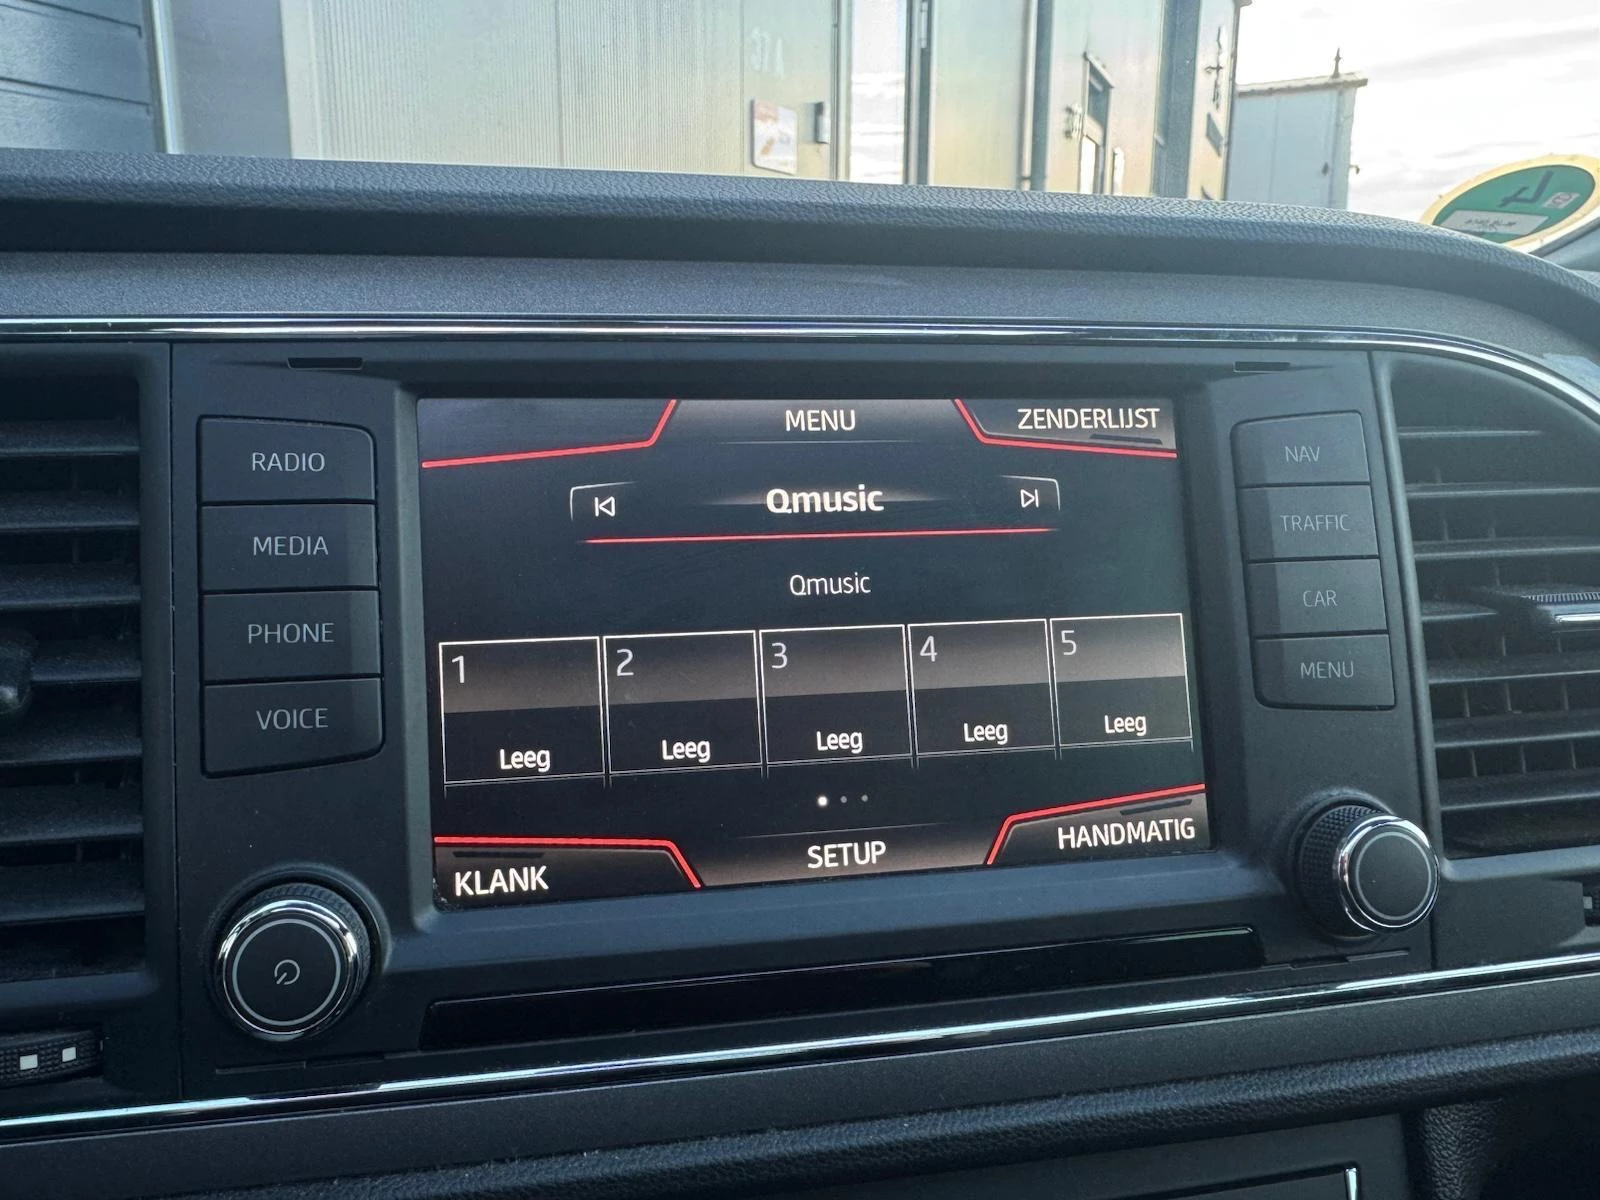 37A
MENU
ZENDERLIJST
RADIO
MEDIA
PHONE
VOICE
Qmusic
Qmusic
1
2
3
4
5
Leeg
Leeg
Leeg
Leeg
Leeg
KLANK
SETUP
HANDMATIG
NAV
TRAFFIC
CAR
MENU